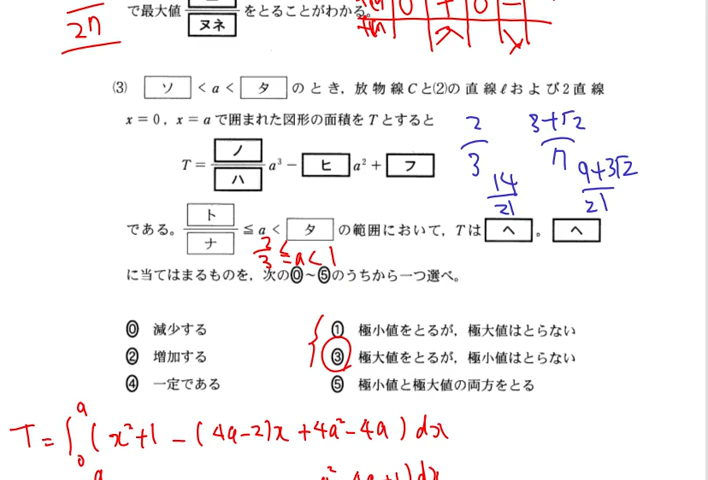 2n
で最大値 ヌネ をとることがわかる。
0 + 0 −
(3) ソ < a < タ のとき，放物線Cと(2)の直線ℓおよび2直線
x = 0，x = a で囲まれた図形の面積をTとすると
T = ノ/ハ a³ − ヒ a² + フ
2/3 3+√2/7
14/21 9+3√2/21
である。ト/ナ ≦ a < タ の範囲において，Tは ヘ 。 ヘ
2/3 ≦ a < 1
に当てはまるものを，次の⓪～⑤のうちから一つ選べ。
⓪ 減少する ① 極小値をとるが，極大値はとらない
② 増加する ③ 極大値をとるが，極小値はとらない
④ 一定である ⑤ 極小値と極大値の両方をとる
T = ∫₀ᵃ ( x²+1 − (4a−2)x + 4a²−4a ) dx